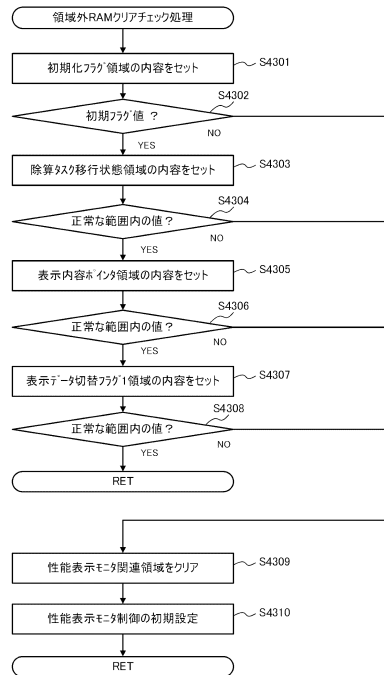 領域外RAMクリアチェック処理
初期化フラグ領域の内容をセット
S4301
S4302
初期フラグ値？
NO
YES
除算タスク移行状態領域の内容をセット
S4303
S4304
正常な範囲内の値？
NO
YES
表示内容ポインタ領域の内容をセット
S4305
S4306
正常な範囲内の値？
NO
YES
表示データ切替フラグ1領域の内容をセット
S4307
S4308
正常な範囲内の値？
NO
YES
RET
性能表示モニタ関連領域をクリア
S4309
性能表示モニタ制御の初期設定
S4310
RET